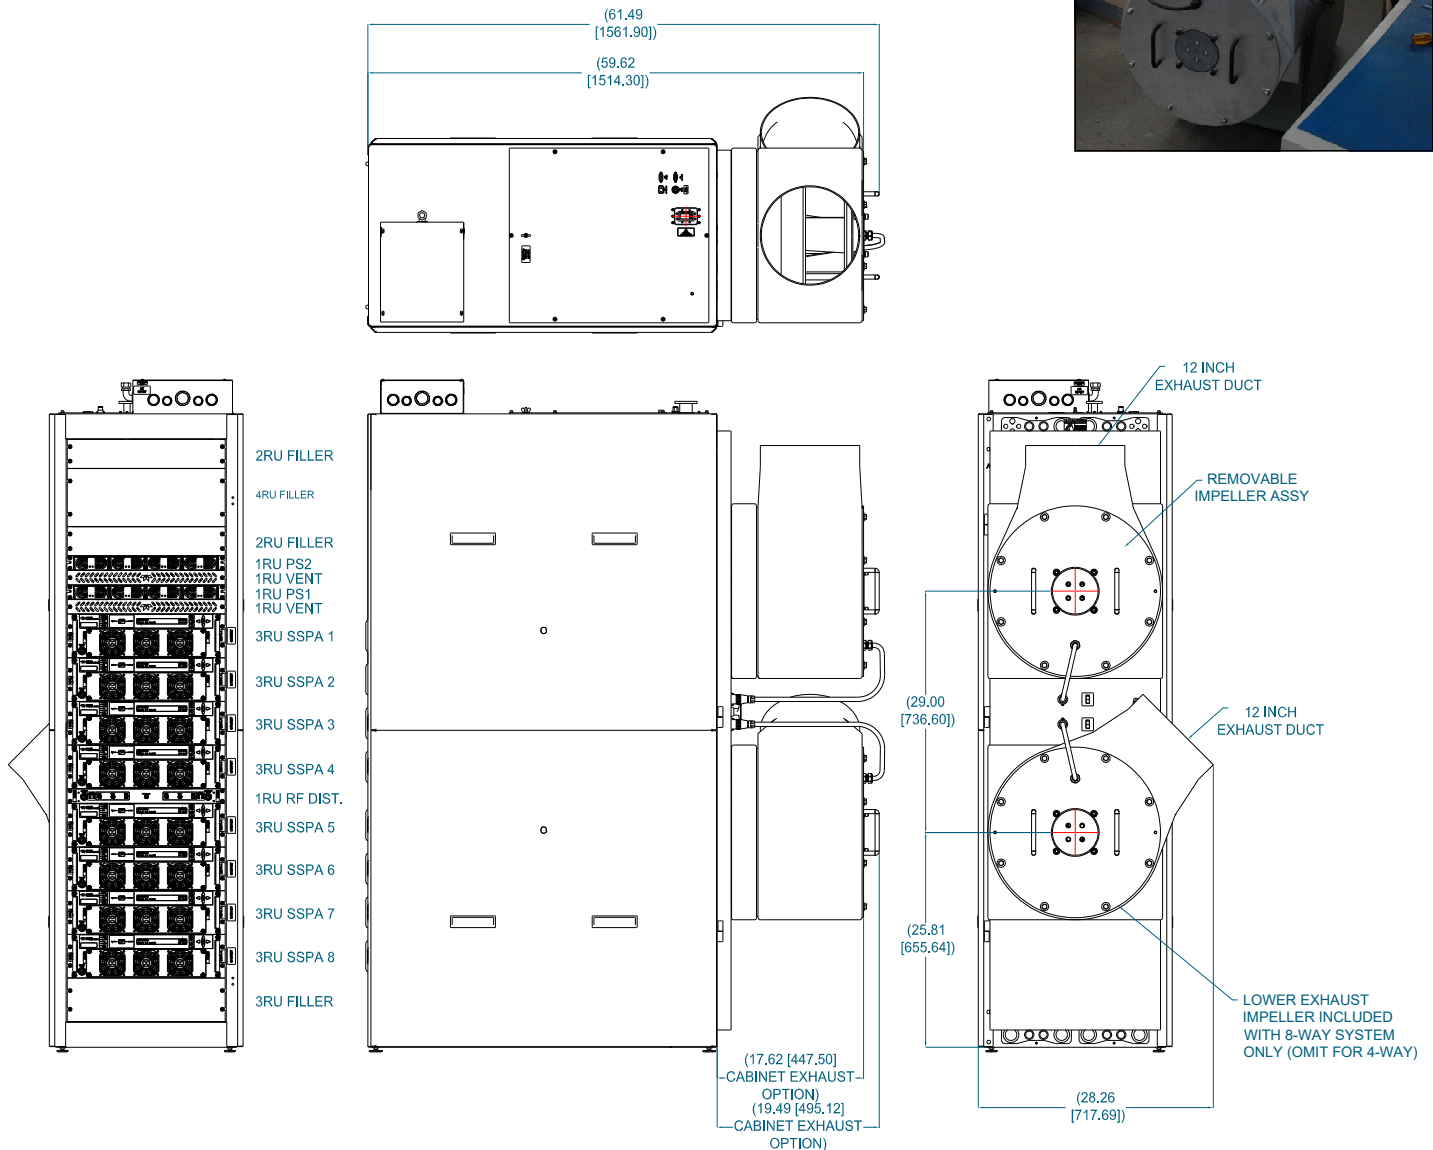 (61.49
[1561.90])
(59.62
[1514.30])
2RU FILLER
4RU FILLER
2RU FILLER
1RU PS2
1RU VENT
1RU PS1
1RU VENT
3RU SSPA 1
3RU SSPA 2
3RU SSPA 3
3RU SSPA 4
1RU RF DIST.
3RU SSPA 5
3RU SSPA 6
3RU SSPA 7
3RU SSPA 8
3RU FILLER
(17.62 [447.50]
CABINET EXHAUST
OPTION)
(19.49 [495.12]
CABINET EXHAUST
OPTION)
12 INCH
EXHAUST DUCT
REMOVABLE
IMPELLER ASSY
(29.00
[736.60])
12 INCH
EXHAUST DUCT
(25.81
[655.64])
LOWER EXHAUST
IMPELLER INCLUDED
WITH 8-WAY SYSTEM
ONLY (OMIT FOR 4-WAY)
(28.26
[717.69])